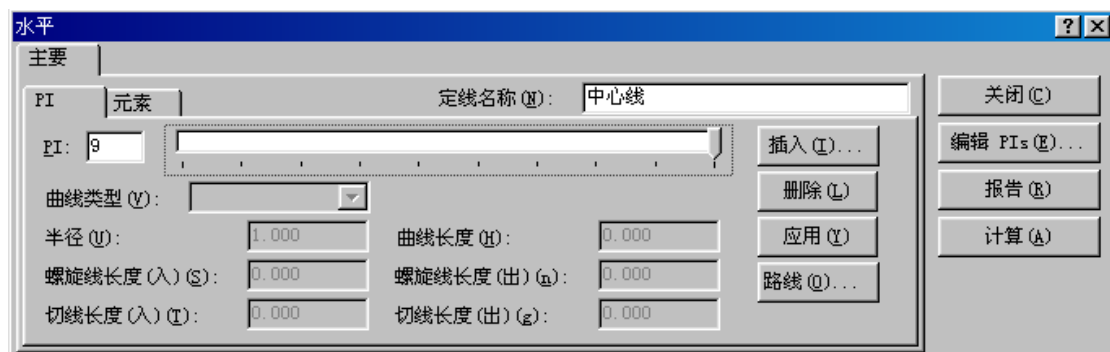 水平
主要
PI 元素 定线名称(N): 中心线 关闭(C)
PI: 9 插入(I)... 编辑 PIs(E)...
曲线类型(V): 删除(L) 报告(R)
半径(U): 1.000 曲线长度(H): 0.000 应用(Y) 计算(A)
螺旋线长度(入)(S): 0.000 螺旋线长度(出)(n): 0.000 路线(O)...
切线长度(入)(T): 0.000 切线长度(出)(g): 0.000